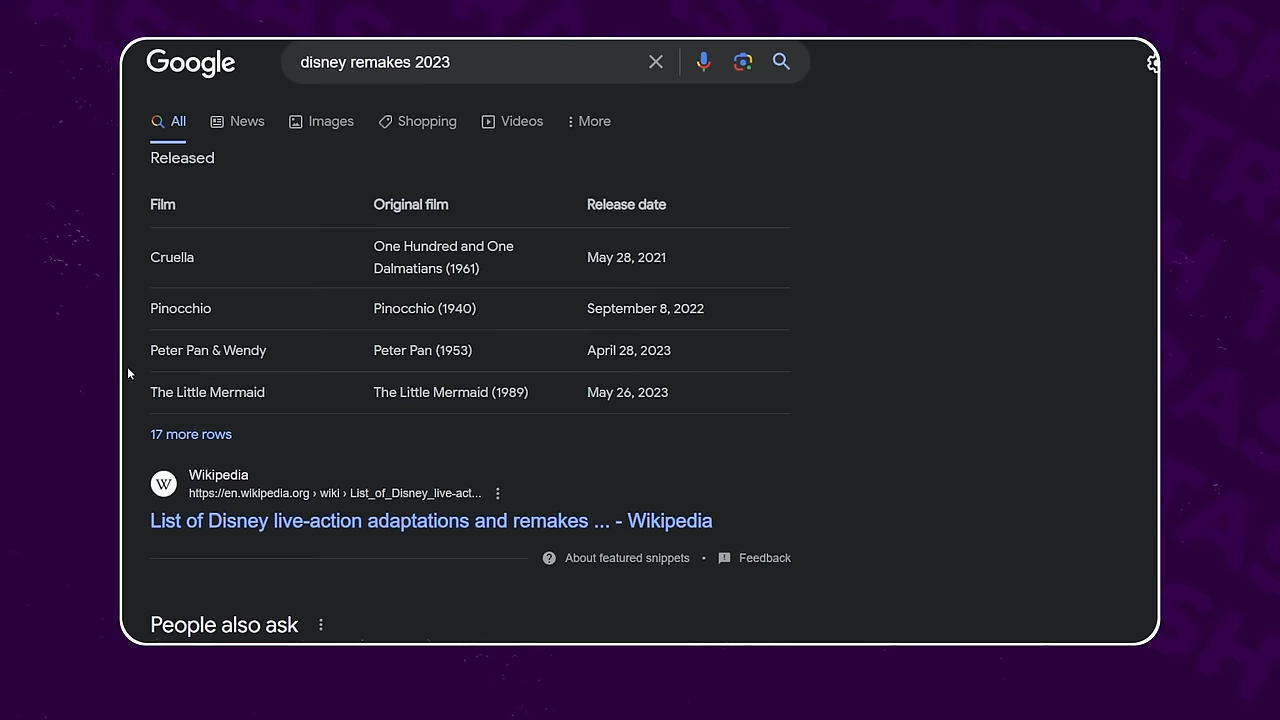 Google
disney remakes 2023
All News Images Shopping Videos More
Released
Film Original film Release date
Cruella One Hundred and One Dalmatians (1961) May 28, 2021
Pinocchio Pinocchio (1940) September 8, 2022
Peter Pan & Wendy Peter Pan (1953) April 28, 2023
The Little Mermaid The Little Mermaid (1989) May 26, 2023
17 more rows
W
Wikipedia
https://en.wikipedia.org › wiki › List_of_Disney_live-act...
List of Disney live-action adaptations and remakes ... - Wikipedia
About featured snippets • Feedback
People also ask